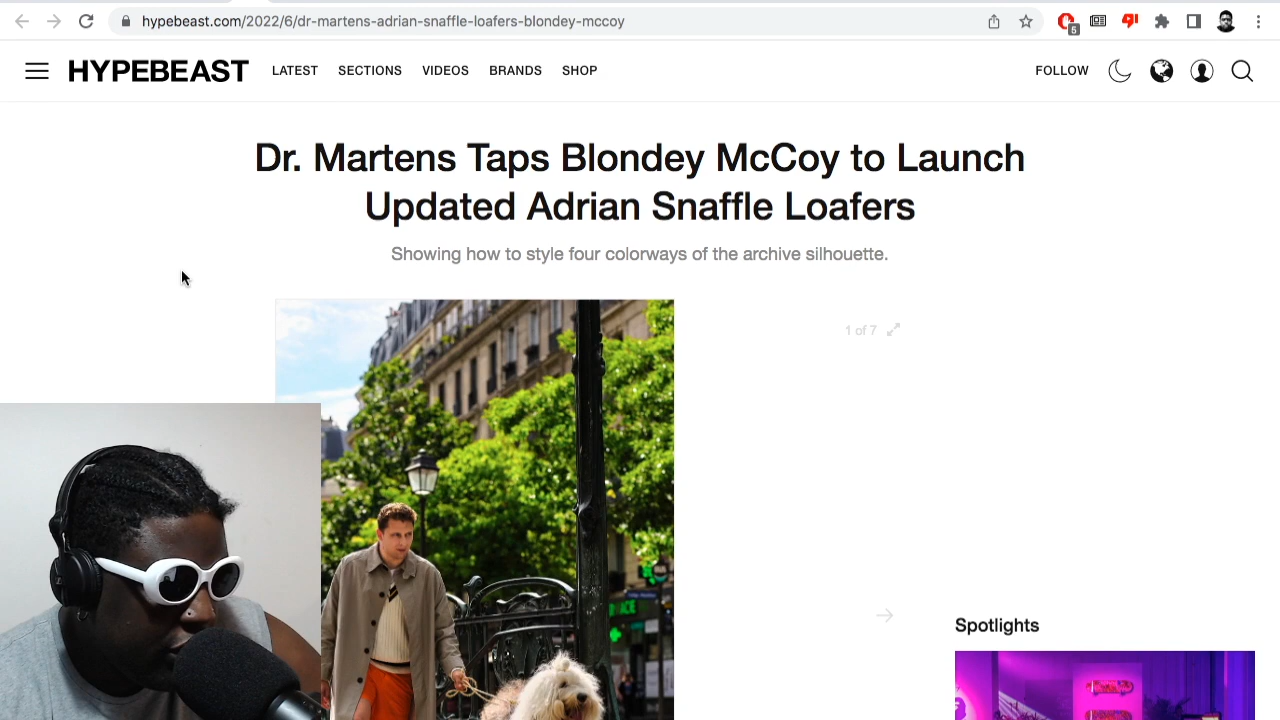 hypebeast.com/2022/6/dr-martens-adrian-snaffle-loafers-blondey-mccoy
5
HYPEBEAST LATEST SECTIONS VIDEOS BRANDS SHOP FOLLOW
Dr. Martens Taps Blondey McCoy to Launch
Updated Adrian Snaffle Loafers
Showing how to style four colorways of the archive silhouette.
1 of 7
Spotlights